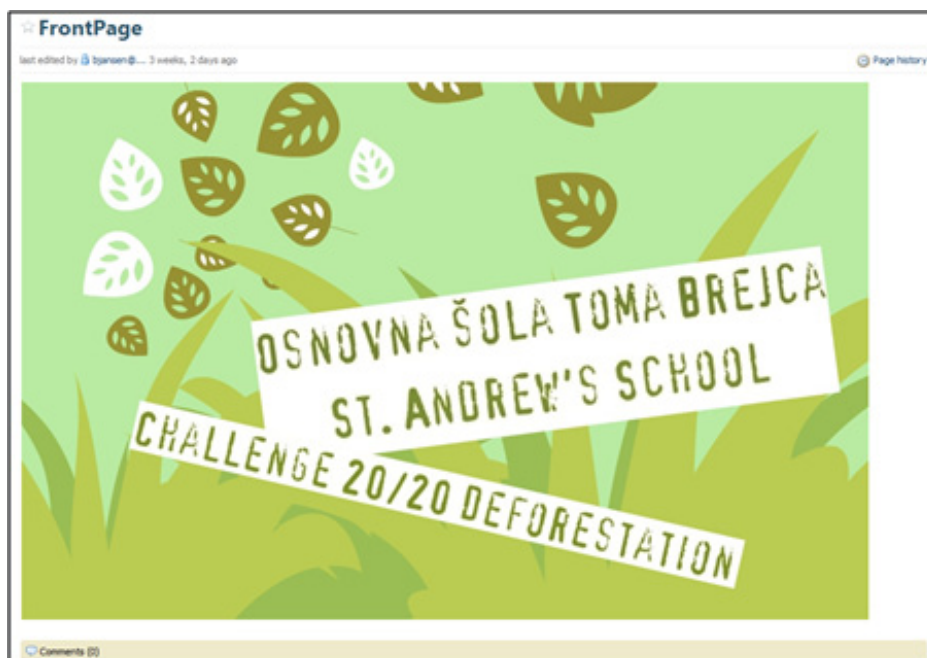 FrontPage
last edited by bjansen@... 3 weeks, 2 days ago
Page history
OSNOVNA ŠOLA TOMA BREJCA
ST. ANDREW'S SCHOOL
CHALLENGE 20/20 DEFORESTATION
Comments (0)